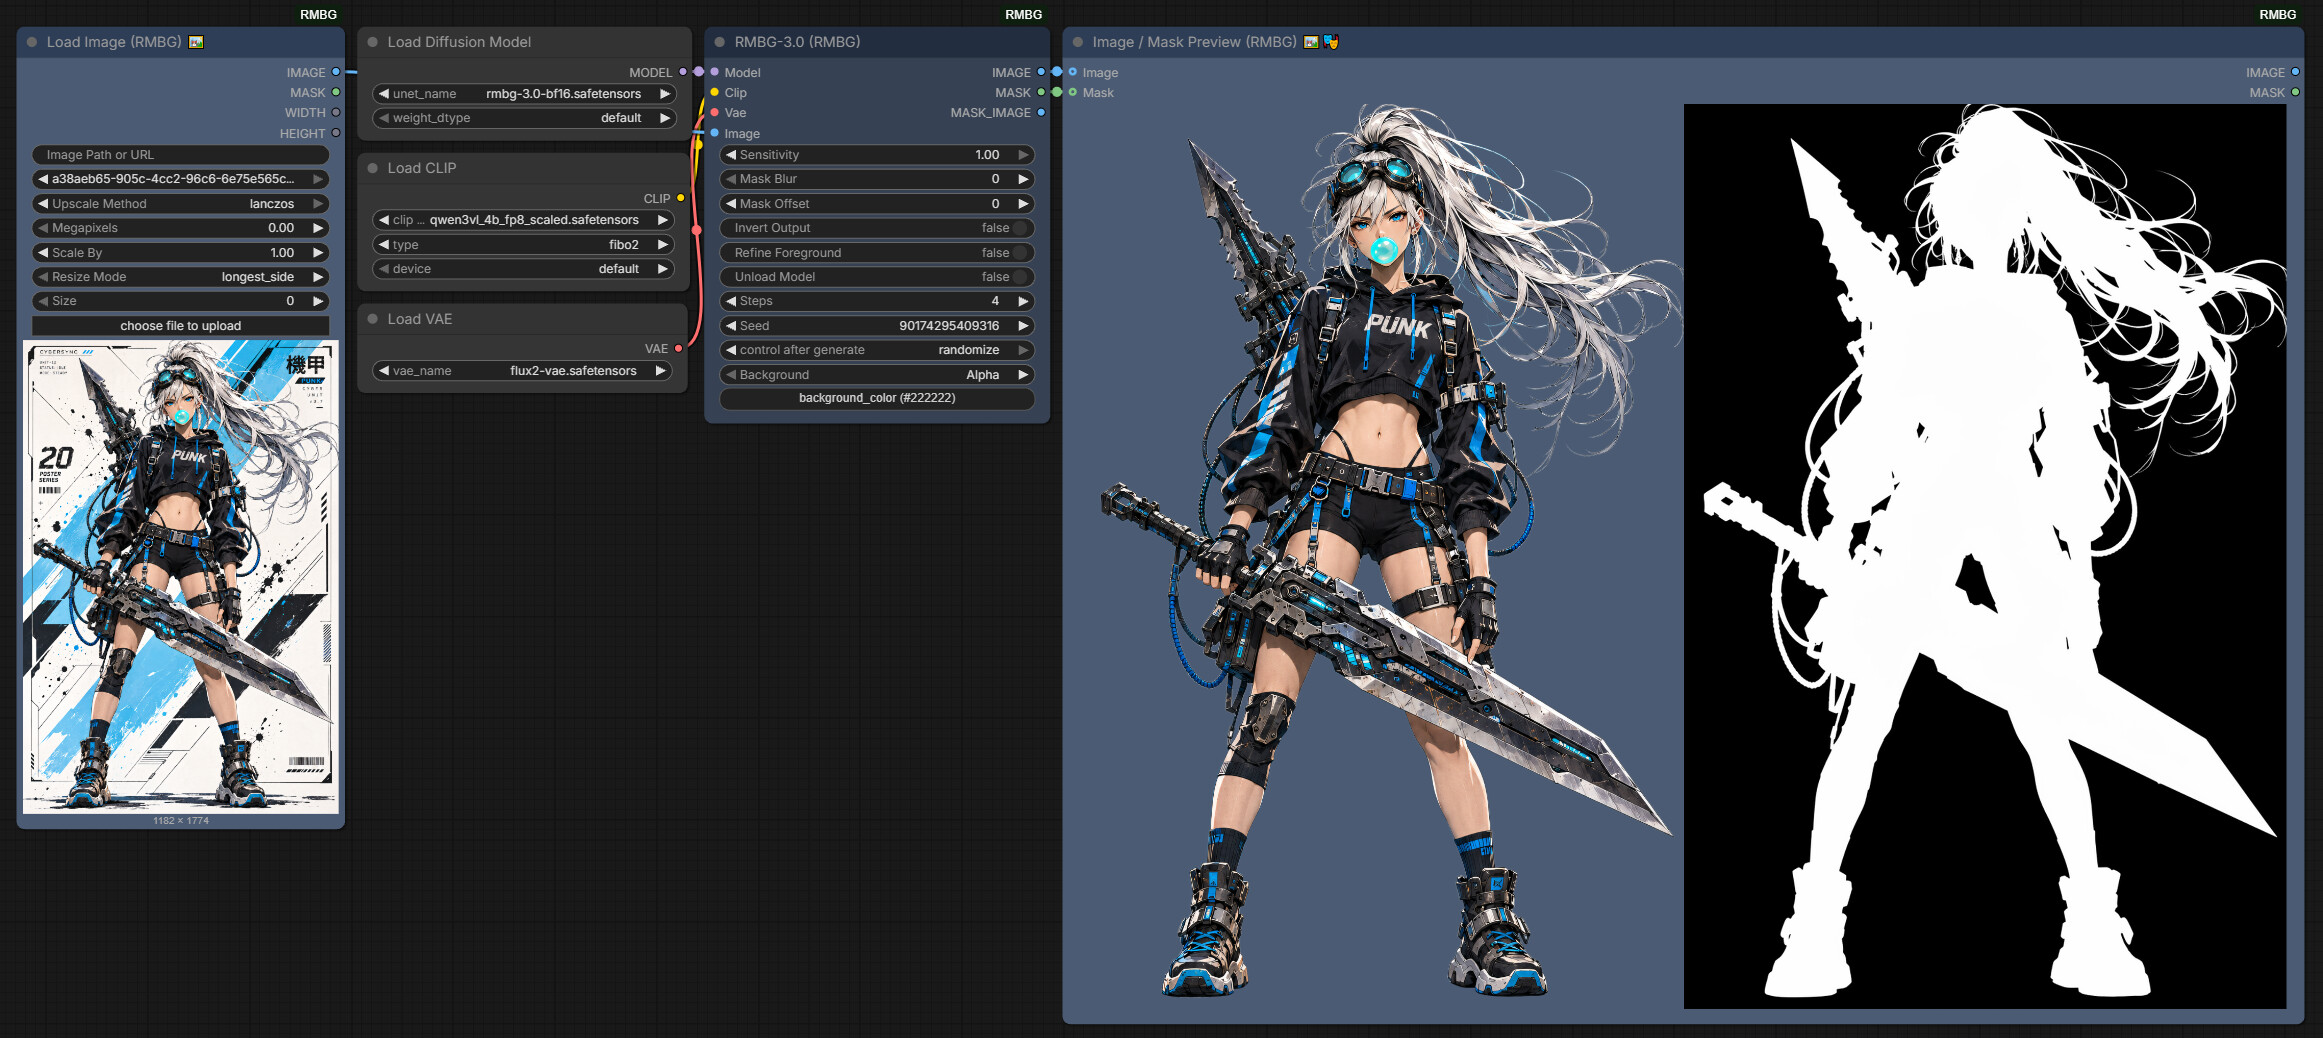 RMBG
Load Image (RMBG)
IMAGE
MASK
WIDTH
HEIGHT
Image Path or URL
a38aeb65-905c-4cc2-96c6-6e75e565c...
Upscale Method lanczos
Megapixels 0.00
Scale By 1.00
Resize Mode longest_side
Size 0
choose file to upload
CYBERSYNC
機甲
PUNK
20
POSTER
SERIES
PUNK
1182 × 1774
Load Diffusion Model
MODEL
unet_name rmbg-3.0-bf16.safetensors
weight_dtype default
Load CLIP
CLIP
clip ... qwen3vl_4b_fp8_scaled.safetensors
type fibo2
device default
Load VAE
VAE
vae_name flux2-vae.safetensors
RMBG
RMBG-3.0 (RMBG)
Model IMAGE
Clip MASK
Vae MASK_IMAGE
Image
Sensitivity 1.00
Mask Blur 0
Mask Offset 0
Invert Output false
Refine Foreground false
Unload Model false
Steps 4
Seed 90174295409316
control after generate randomize
Background Alpha
background_color (#222222)
RMBG
Image / Mask Preview (RMBG)
Image IMAGE
Mask MASK
PUNK